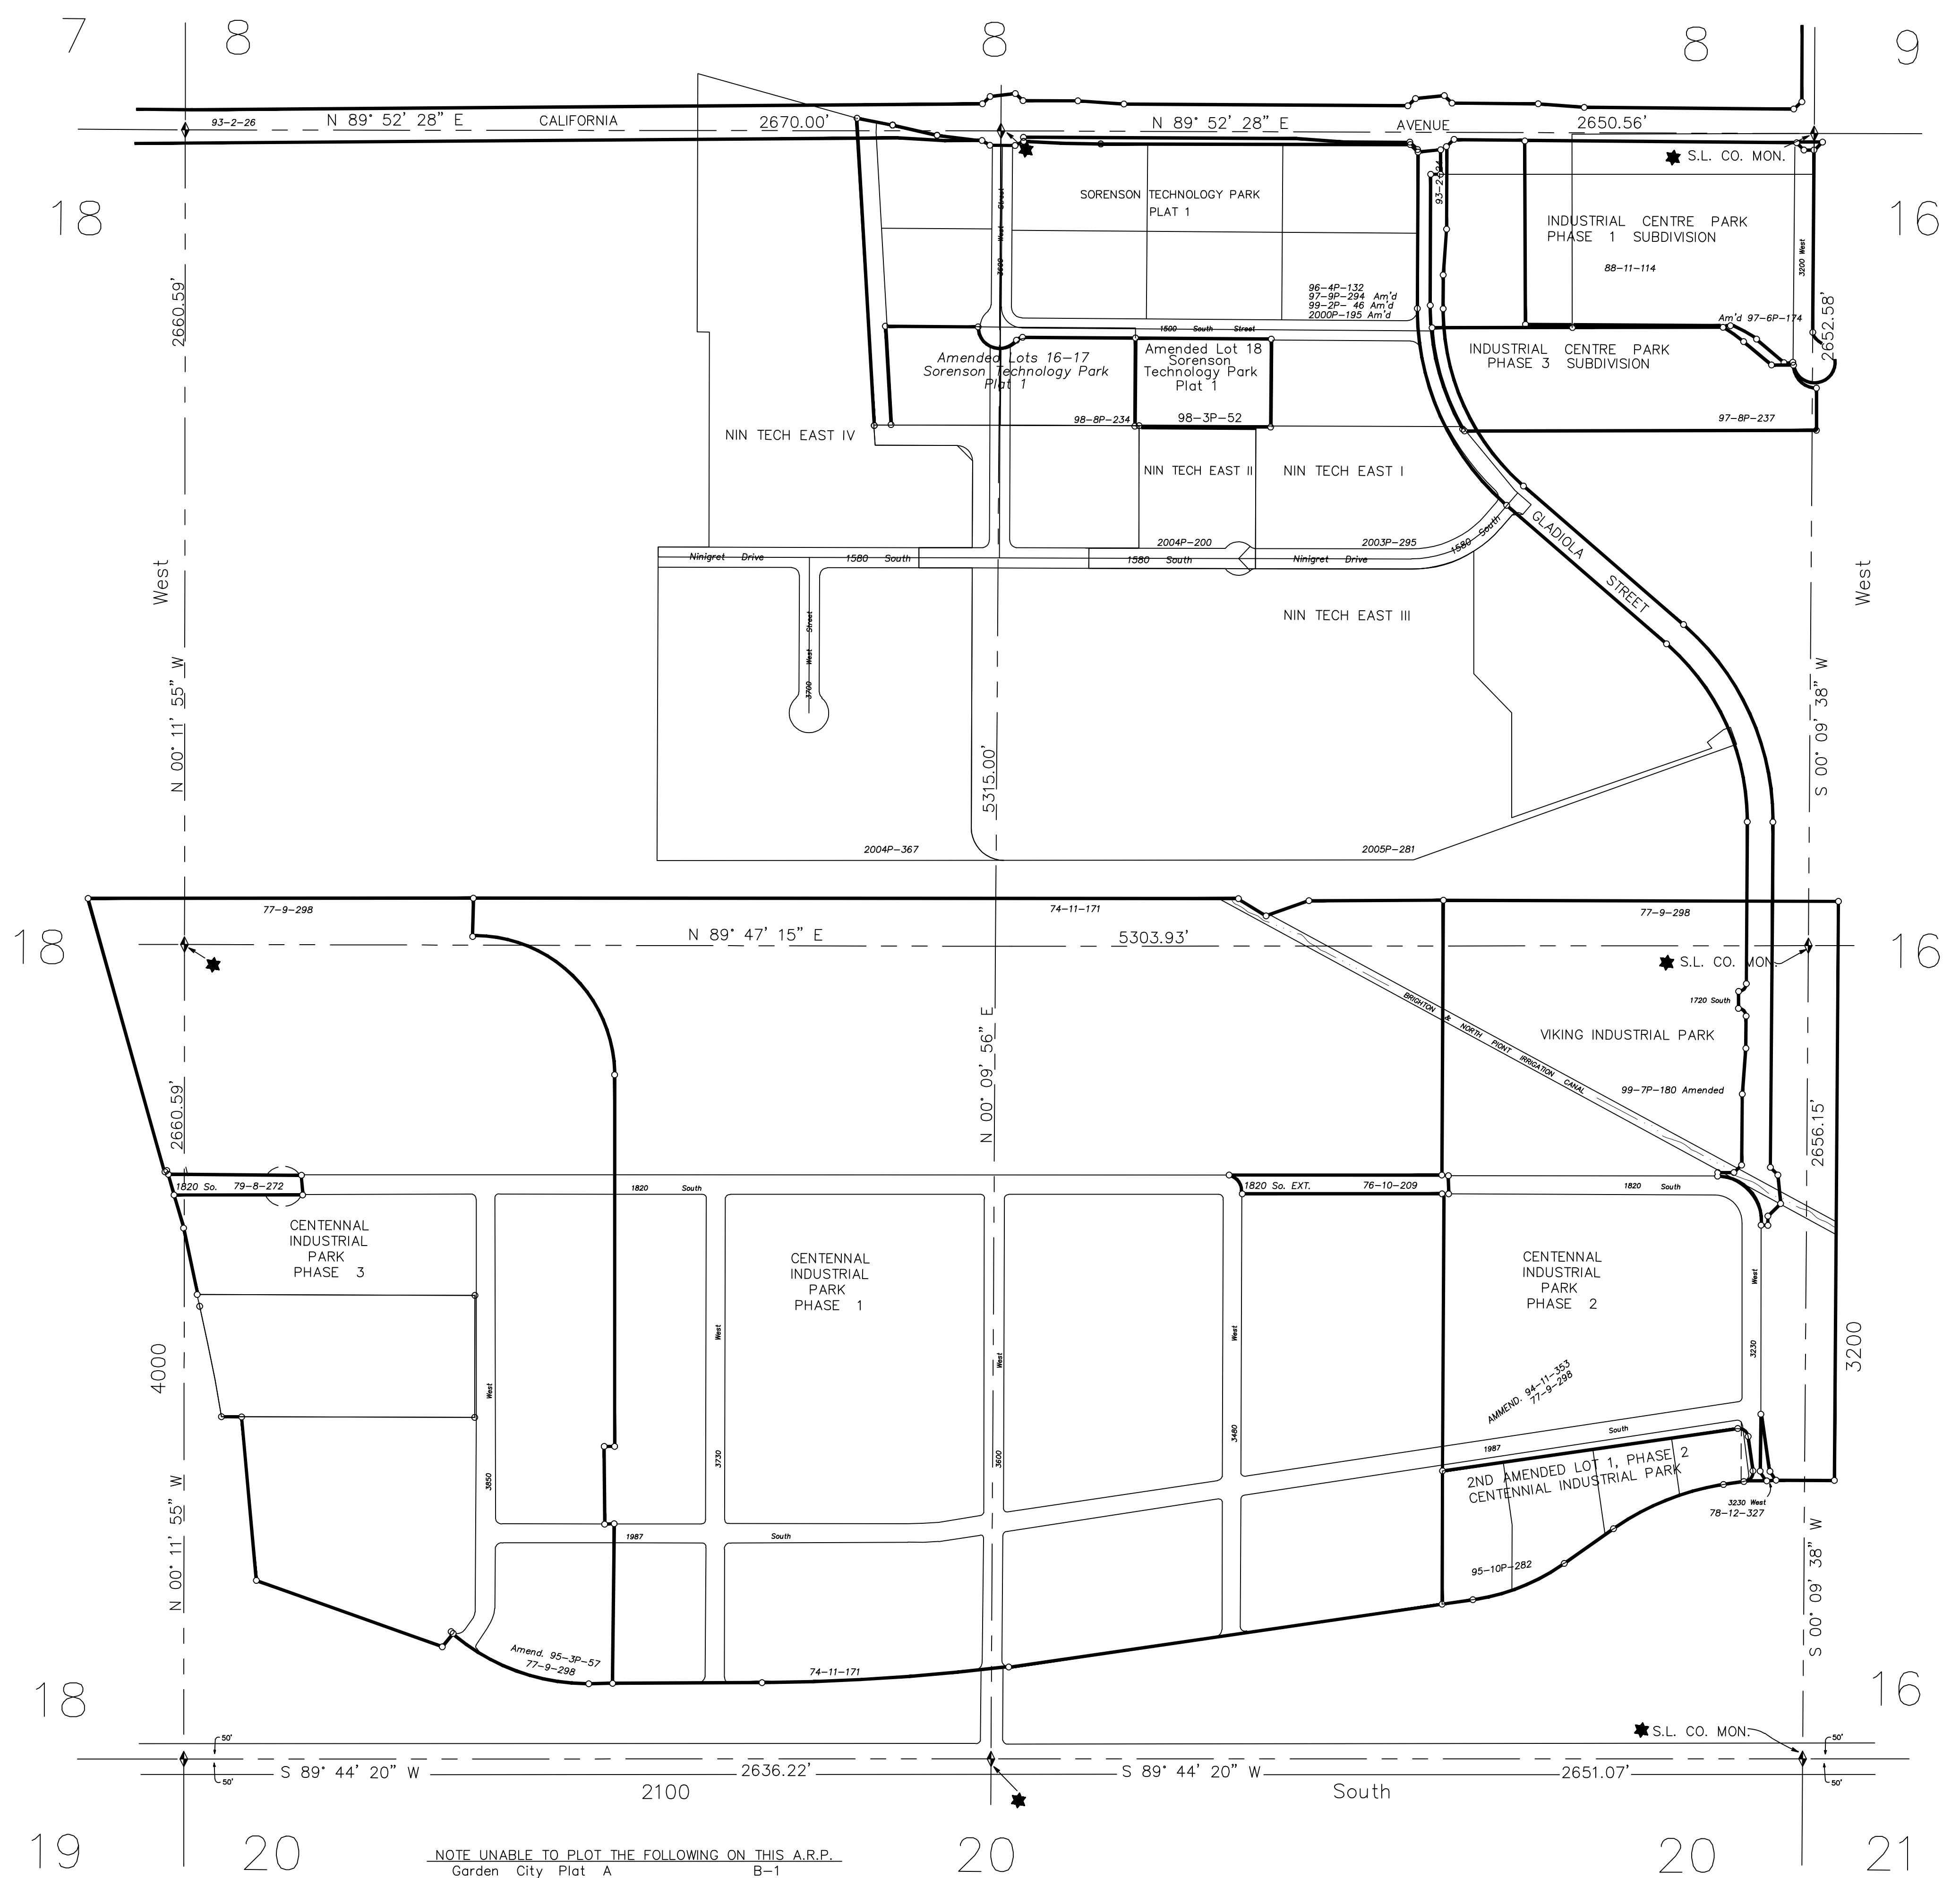 7
8
8
8
9
93-2-26
N 89° 52' 28" E
CALIFORNIA
2670.00'
N 89° 52' 28" E
AVENUE
2650.56'
S.L. CO. MON.
18
16
SORENSON TECHNOLOGY PARK
PLAT 1
3600 West Street
INDUSTRIAL CENTRE PARK
PHASE 1 SUBDIVISION
88-11-114
3200 West
2660.59'
2652.58'
96-4P-132
97-9P-294 Am'd
99-2P- 46 Am'd
2000P-195 Am'd
1500 South Street
Am'd 97-6P-174
Amended Lots 16-17
Sorenson Technology Park
Plat 1
Amended Lot 18
Sorenson
Technology Park
Plat 1
INDUSTRIAL CENTRE PARK
PHASE 3 SUBDIVISION
98-8P-234
98-3P-52
97-8P-237
NIN TECH EAST IV
NIN TECH EAST II
NIN TECH EAST I
GLADIOLA
STREET
2004P-200
2003P-295
1580 South
Ninigret Drive
1580 South
1580 South
Ninigret Drive
West
West
NIN TECH EAST III
3700 West Street
N 00° 11' 55" W
S 00° 09' 38" W
5315.00'
2004P-367
2005P-281
77-9-298
74-11-171
77-9-298
18
N 89° 47' 15" E
5303.93'
S.L. CO. MON.
16
1720 South
BRIGHTON & NORTH PIONT IRRIGATION CANAL
VIKING INDUSTRIAL PARK
N 00° 09' 56" E
99-7P-180 Amended
2660.59'
2656.15'
1820 So.
79-8-272
1820 South
1820 So. EXT.
76-10-209
1820 South
CENTENNAL
INDUSTRIAL
PARK
PHASE 3
CENTENNAL
INDUSTRIAL
PARK
PHASE 1
CENTENNAL
INDUSTRIAL
PARK
PHASE 2
4000
3200
3850 West
3730 West
3600 West
3480 West
3230 West
AMMEND. 94-11-353
77-9-298
1987 South
2ND AMENDED LOT 1, PHASE 2
CENTENNIAL INDUSTRIAL PARK
3230 West
78-12-327
N 00° 11' 55" W
S 00° 09' 38" W
1987 South
95-10P-282
Amend. 95-3P-57
77-9-298
74-11-171
18
16
S.L. CO. MON.
50'
50'
50'
50'
S 89° 44' 20" W
2636.22'
S 89° 44' 20" W
2651.07'
2100
South
19
20
20
20
21
NOTE UNABLE TO PLOT THE FOLLOWING ON THIS A.R.P.
Garden City Plat A B-1